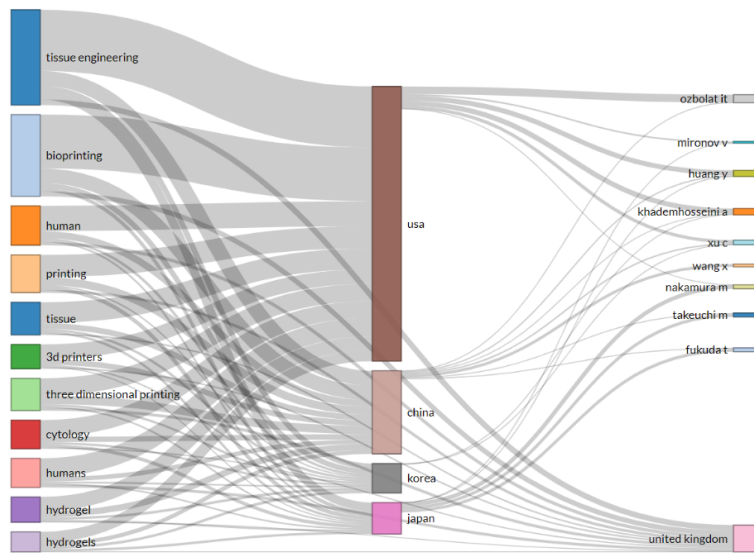 tissue engineering
bioprinting
human
printing
tissue
3d printers
three dimensional printing
cytology
humans
hydrogel
hydrogels
usa
china
korea
japan
ozbolat it
mironov v
huang y
khademhosseini a
xu c
wang x
nakamura m
takeuchi m
fukuda t
united kingdom